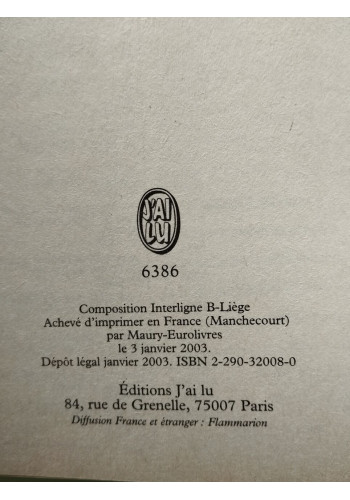 J'AI
LU
6386
Composition Interligne B-Liège
Achevé d'imprimer en France (Manchecourt)
par Maury-Eurolivres
le 3 janvier 2003.
Dépôt légal janvier 2003. ISBN 2-290-32008-0
Éditions J'ai lu
84, rue de Grenelle, 75007 Paris
Diffusion France et étranger : Flammarion